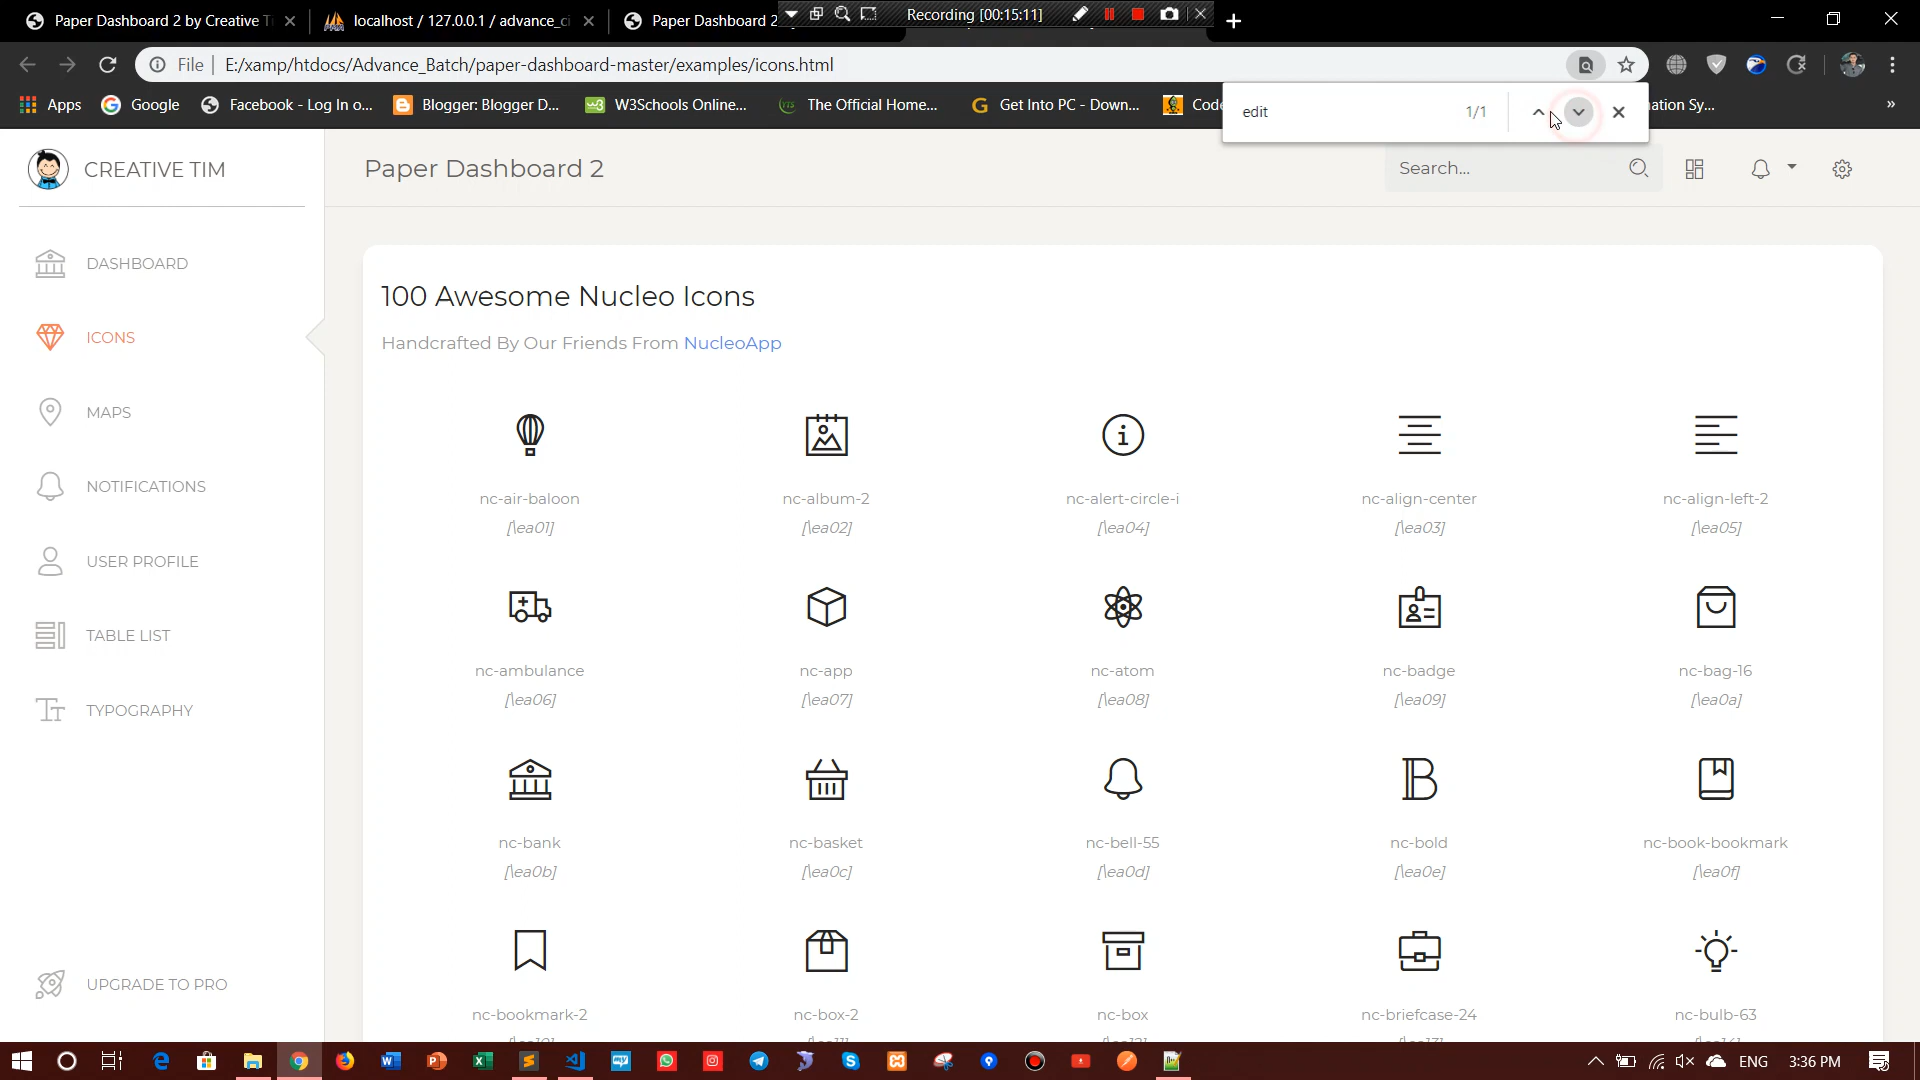 Paper Dashboard 2 by Creative Ti
localhost / 127.0.0.1 / advance_ci
Paper Dashboard 2
Recording [00:15:11]
File
E:/xamp/htdocs/Advance_Batch/paper-dashboard-master/examples/icons.html
Apps
Google
Facebook - Log In o...
Blogger: Blogger D...
W3Schools Online...
The Official Home...
Get Into PC - Down...
Code
ation Sy...
»
edit
1/1
CREATIVE TIM
Paper Dashboard 2
Search...
DASHBOARD
ICONS
MAPS
NOTIFICATIONS
USER PROFILE
TABLE LIST
TYPOGRAPHY
UPGRADE TO PRO
100 Awesome Nucleo Icons
Handcrafted By Our Friends From NucleoApp
nc-air-baloon
[\ea01]
nc-album-2
[\ea02]
nc-alert-circle-i
[\ea04]
nc-align-center
[\ea03]
nc-align-left-2
[\ea05]
nc-ambulance
[\ea06]
nc-app
[\ea07]
nc-atom
[\ea08]
nc-badge
[\ea09]
nc-bag-16
[\ea0a]
nc-bank
[\ea0b]
nc-basket
[\ea0c]
nc-bell-55
[\ea0d]
nc-bold
[\ea0e]
nc-book-bookmark
[\ea0f]
nc-bookmark-2
nc-box-2
nc-box
nc-briefcase-24
nc-bulb-63
ENG
3:36 PM